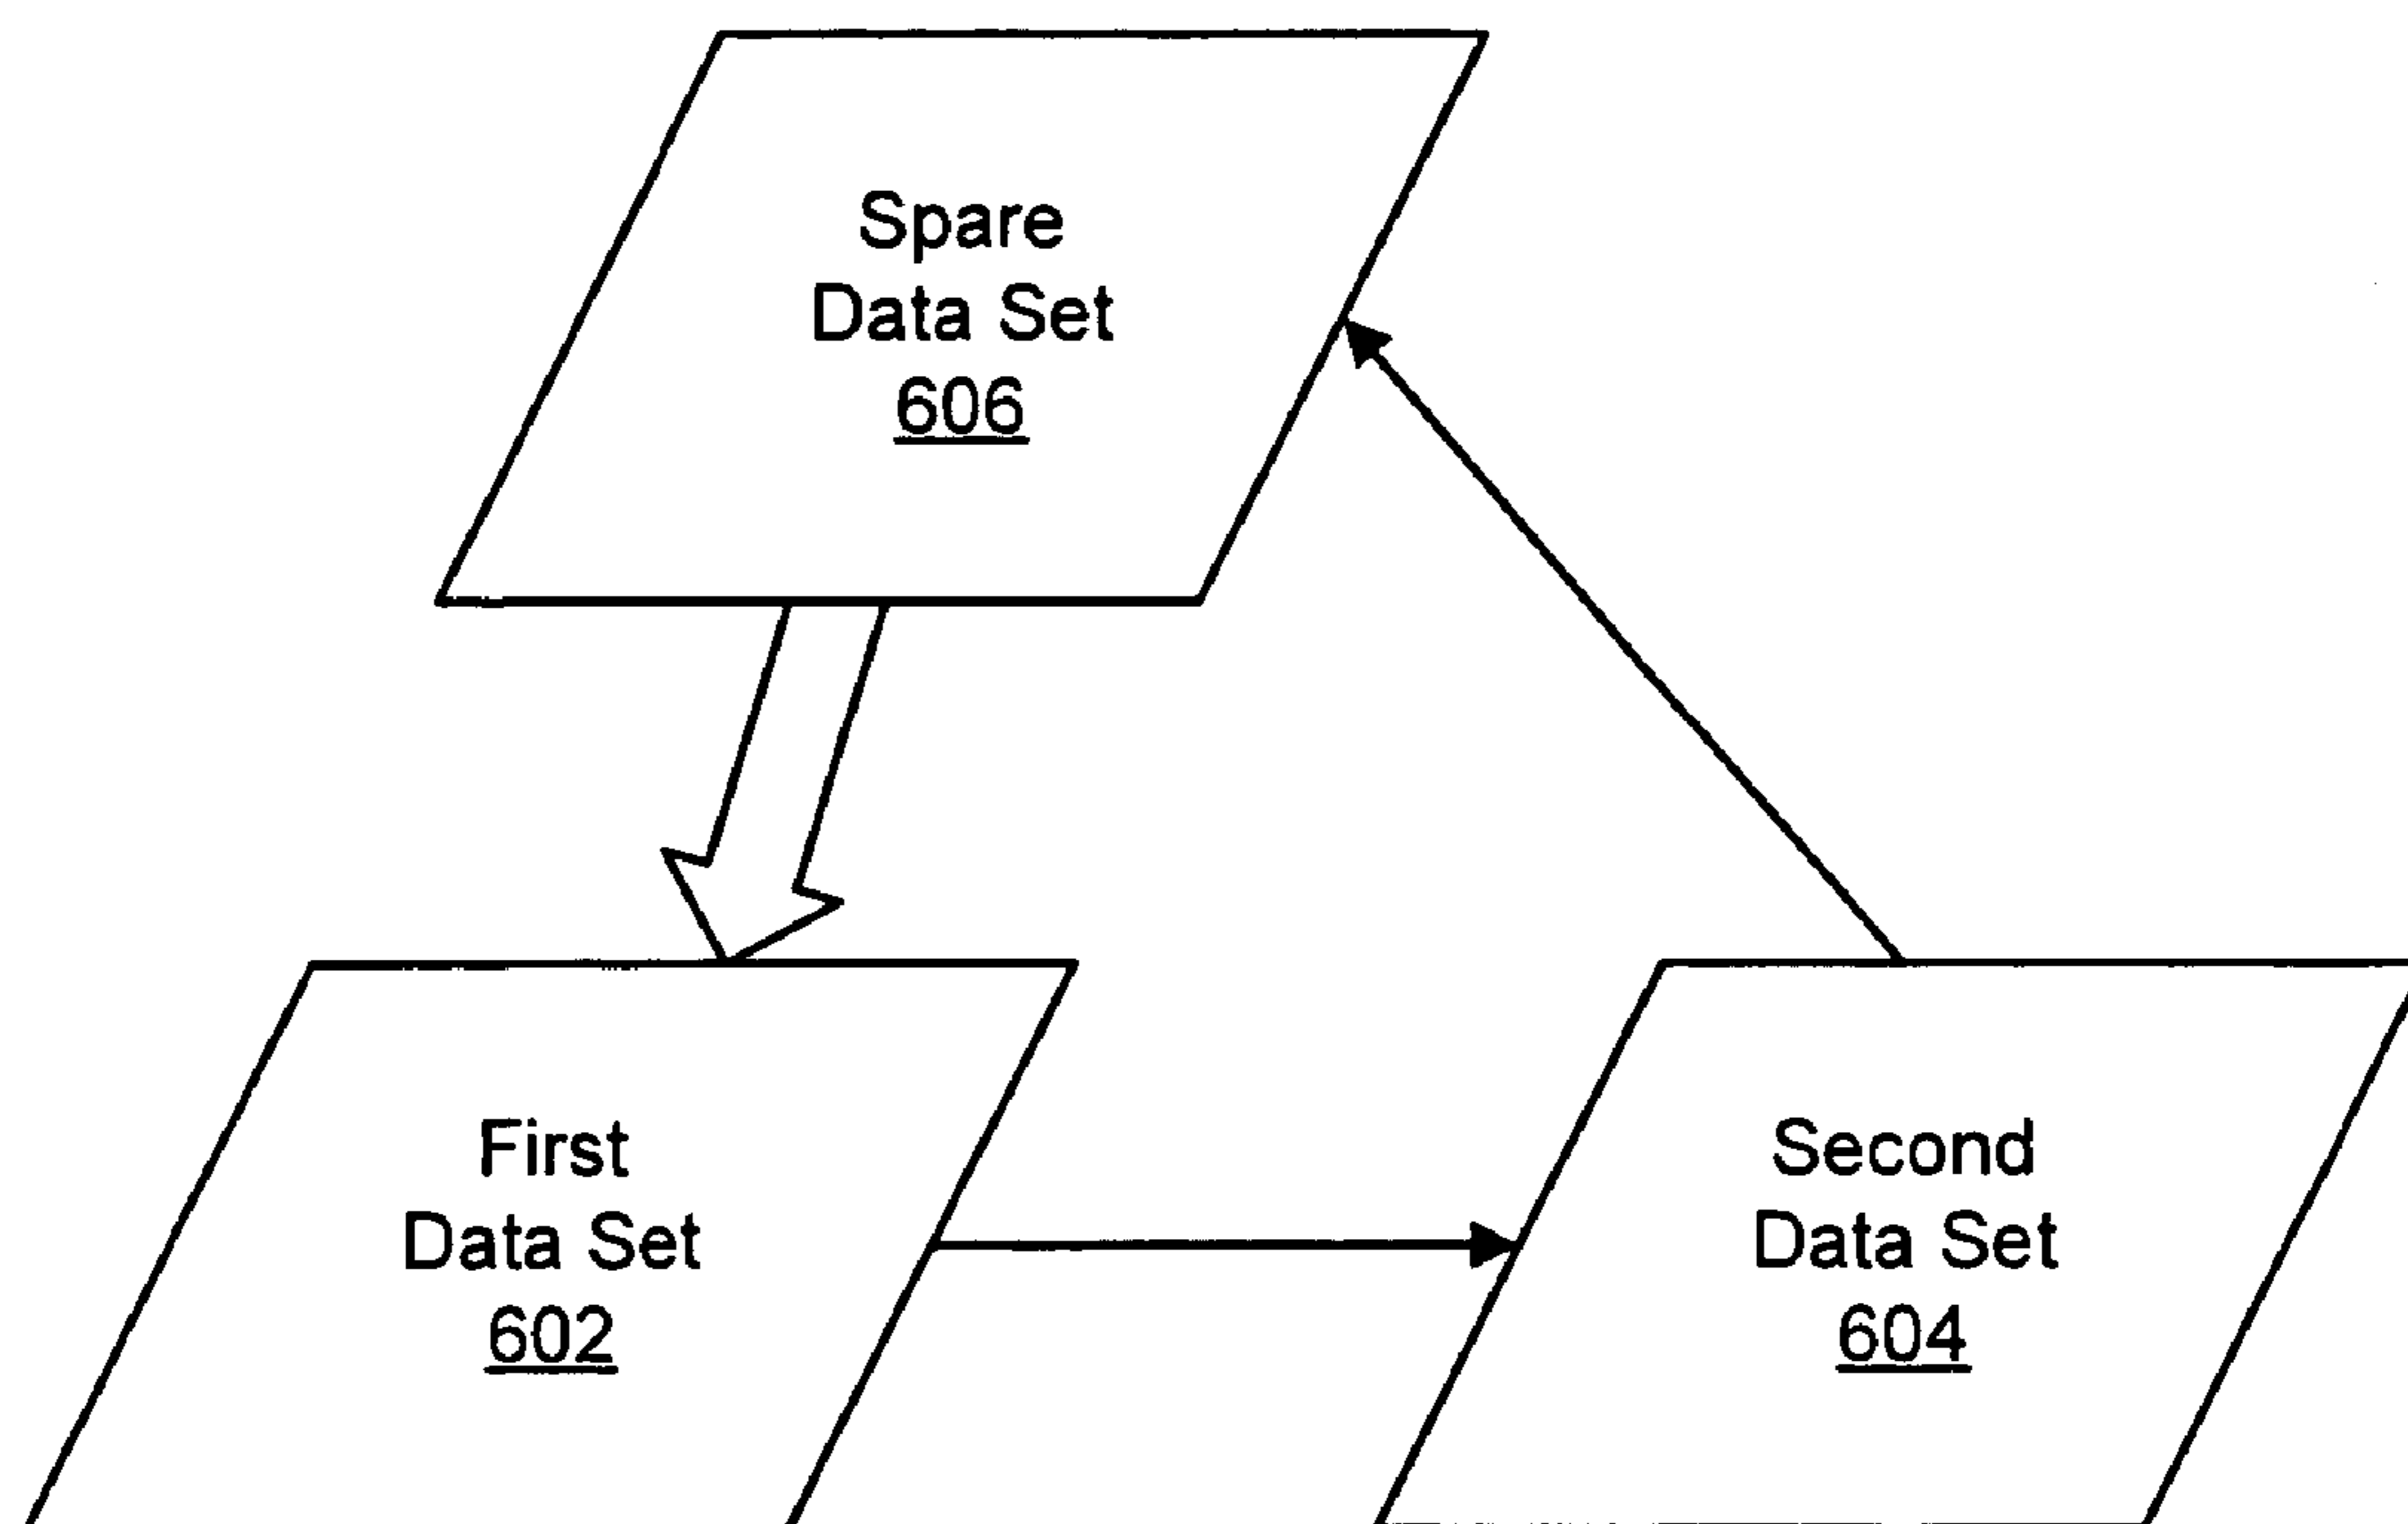 Spare
Data Set
606
First
Data Set
602
Second
Data Set
604